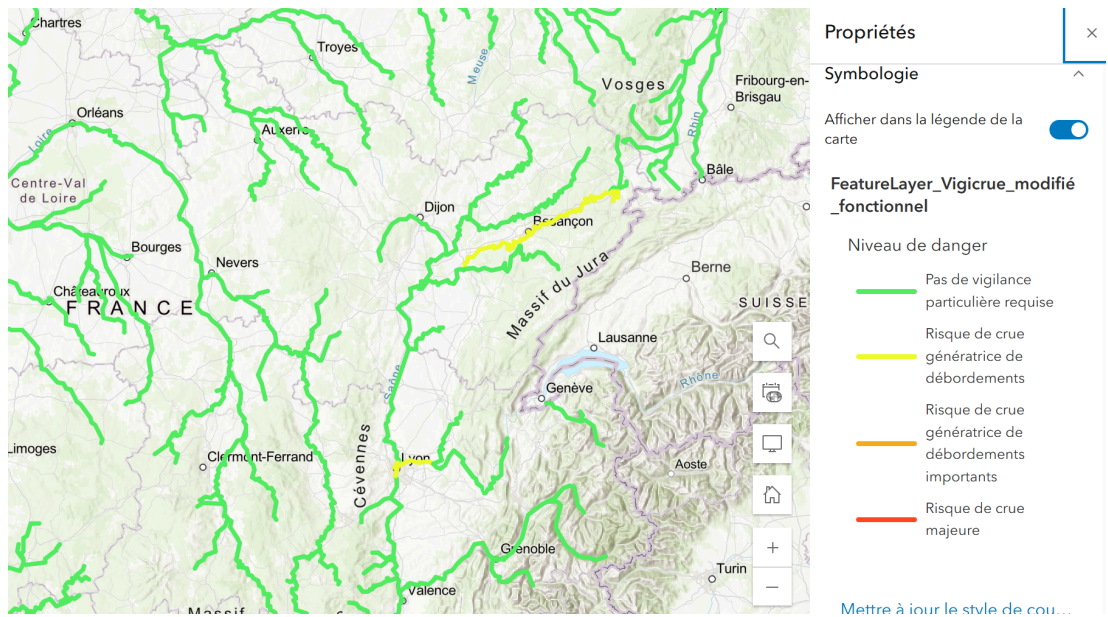 Chartres
Troyes
Meuse
Vosges
Fribourg-en-
Brisgau
Orléans
Loire
Auxerre
Rhin
Centre-Val
de Loire
Bâle
Dijon
Besançon
Bourges
Nevers
Massif du Jura
Berne
Châteauroux
FRANCE
SUISSE
Lausanne
Saône
Rhône
Genève
Cévennes
Limoges
Clermont-Ferrand
Lyon
Aoste
Grenoble
Turin
Valence
Massif
Propriétés
Symbologie
Afficher dans la légende de la
carte
FeatureLayer_Vigicrue_modifié
_fonctionnel
Niveau de danger
Pas de vigilance
particulière requise
Risque de crue
génératrice de
débordements
Risque de crue
génératrice de
débordements
importants
Risque de crue
majeure
Mettre à jour le style de cou...